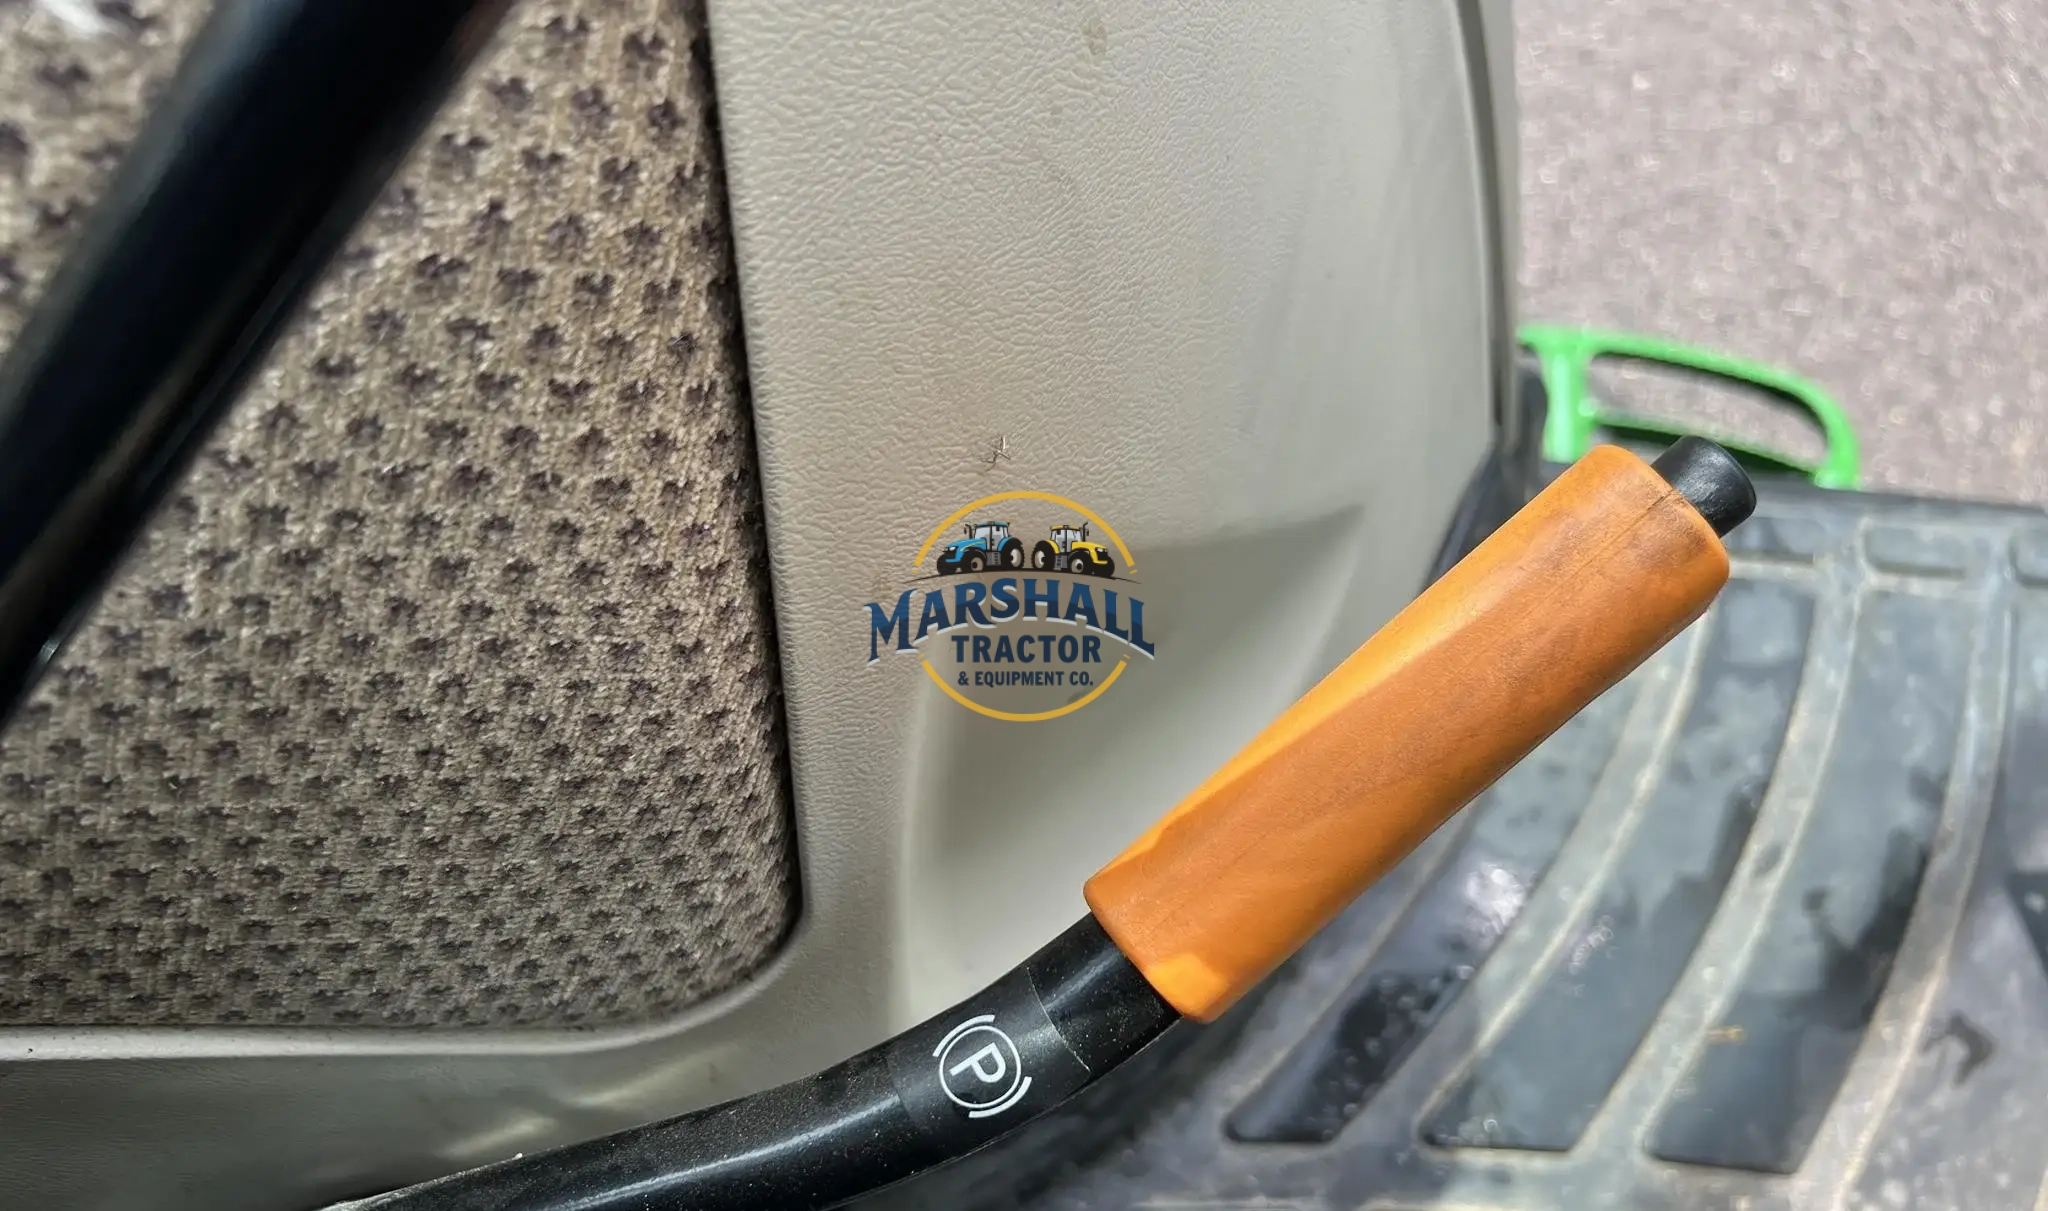 MARSHALL
TRACTOR
& EQUIPMENT CO.
P